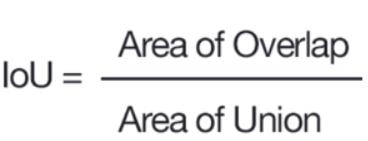 Area of Overlap
IoU =
Area of Union